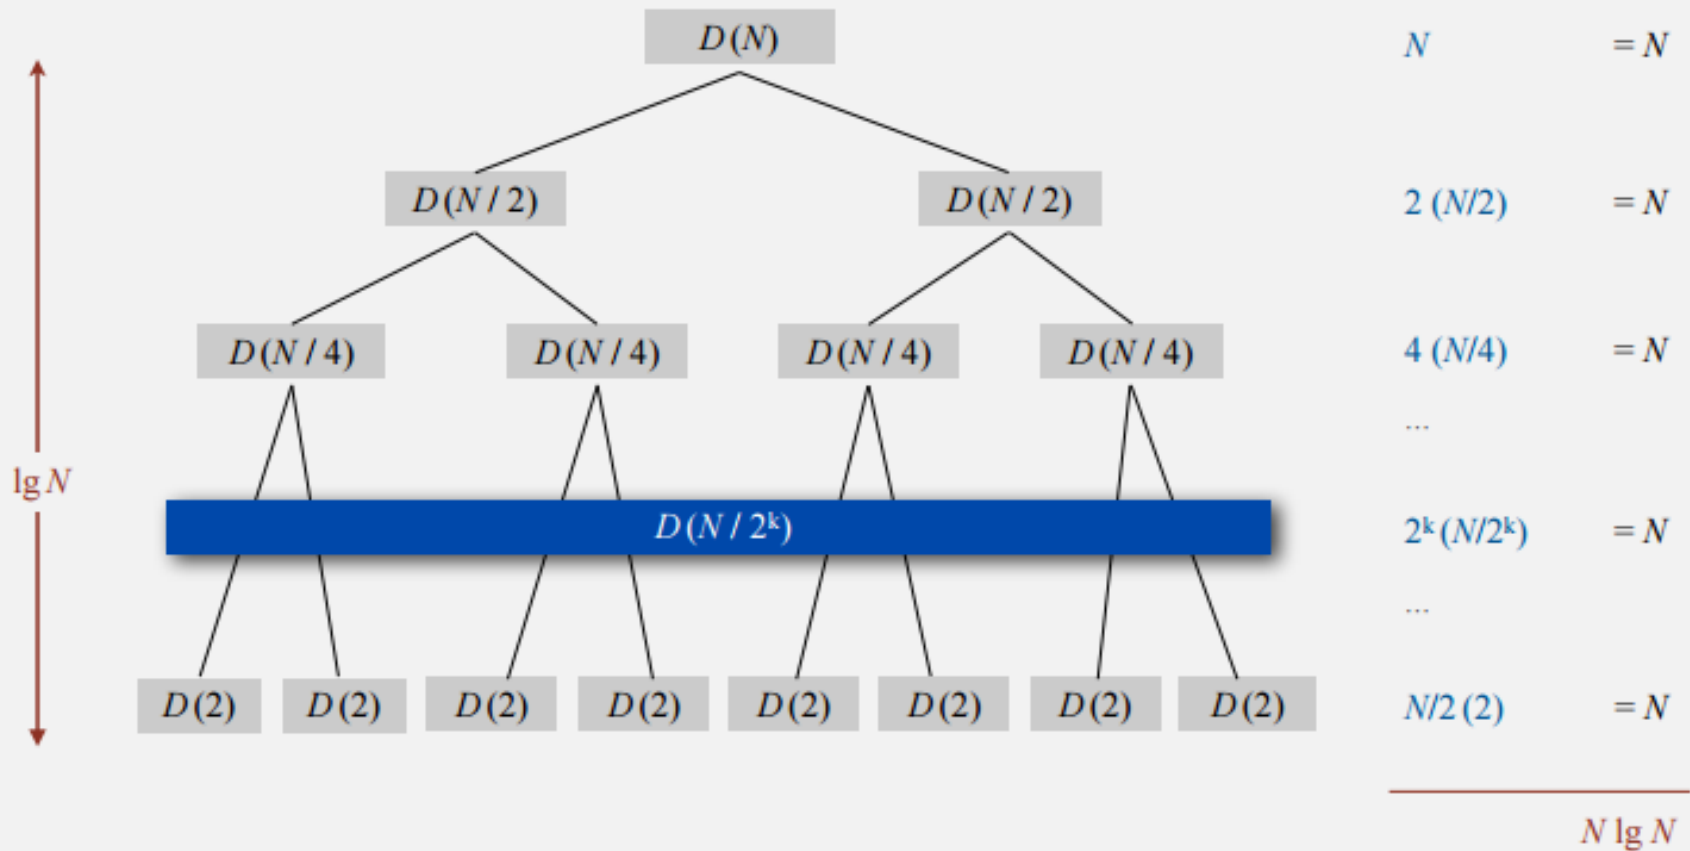 D(N) N = N
D(N / 2) D(N / 2) 2 (N/2) = N
D(N / 4) D(N / 4) D(N / 4) D(N / 4) 4 (N/4) = N
...
lg N
D(N / 2ᵏ) 2ᵏ (N/2ᵏ) = N
...
D(2) D(2) D(2) D(2) D(2) D(2) D(2) D(2) N/2 (2) = N
N lg N